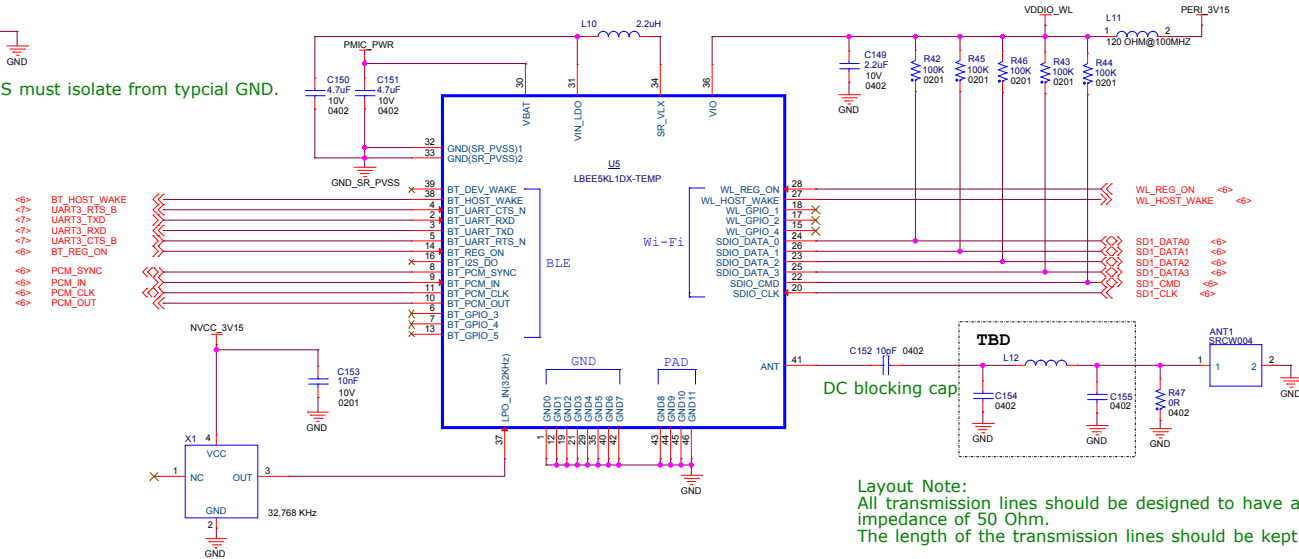 GND
S must isolate from typcial GND.
L10 2.2uH
PMIC_PWR
C150
4.7uF
10V
0402
C151
4.7uF
10V
0402
GND_SR_PVSS
VDDIO_WL
PERI_3V15
L11
1 2
120 OHM@100MHZ
C149
2.2uF
10V
0402
GND
R42
100K
0201
R45
100K
0201
R46
100K
0201
R43
100K
0201
R44
100K
0201
30 31 34 36
VBAT VIN_LDO SR_VLX VIO
U5
LBEE5KL1DX-TEMP
32 GND(SR_PVSS)1
33 GND(SR_PVSS)2
39 BT_DEV_WAKE
38 BT_HOST_WAKE
4 BT_UART_CTS_N
2 BT_UART_RXD
3 BT_UART_TXD
5 BT_UART_RTS_N
14 BT_REG_ON
16 BT_I2S_DO
8 BT_PCM_SYNC
9 BT_PCM_IN
11 BT_PCM_CLK
10 BT_PCM_OUT
6 BT_GPIO_3
7 BT_GPIO_4
13 BT_GPIO_5
BLE
<6> BT_HOST_WAKE
<7> UART3_RTS_B
<7> UART3_TXD
<7> UART3_RXD
<7> UART3_CTS_B
<6> BT_REG_ON
<6> PCM_SYNC
<6> PCM_IN
<6> PCM_CLK
<6> PCM_OUT
Wi-Fi
WL_REG_ON 28
WL_HOST_WAKE 27
WL_GPIO_1 18
WL_GPIO_2 17
WL_GPIO_4 15
SDIO_DATA_0 24
SDIO_DATA_1 26
SDIO_DATA_2 23
SDIO_DATA_3 25
SDIO_CMD 22
SDIO_CLK 20
WL_REG_ON <6>
WL_HOST_WAKE <6>
SD1_DATA0 <6>
SD1_DATA1 <6>
SD1_DATA2 <6>
SD1_DATA3 <6>
SD1_CMD <6>
SD1_CLK <6>
ANT 41
LPO_IN(32KHz) 37
GND PAD
GND0 GND1 GND2 GND3 GND4 GND5 GND6 GND7 GND8 GND9 GND10 GND11
1 12 19 21 29 35 40 42 43 44 45 46
GND
NVCC_3V15
C153
10nF
10V
0201
GND
X1
4
VCC
1 NC OUT 3
GND
2
32.768 KHz
GND
C152 10pF 0402
DC blocking cap
TBD
L12
C154
0402
GND
C155
0402
GND
R47
0R
0402
GND
ANT1
SRCW004
1 1 2 2
GND
Layout Note:
All transmission lines should be designed to have a
impedance of 50 Ohm.
The length of the transmission lines should be kept